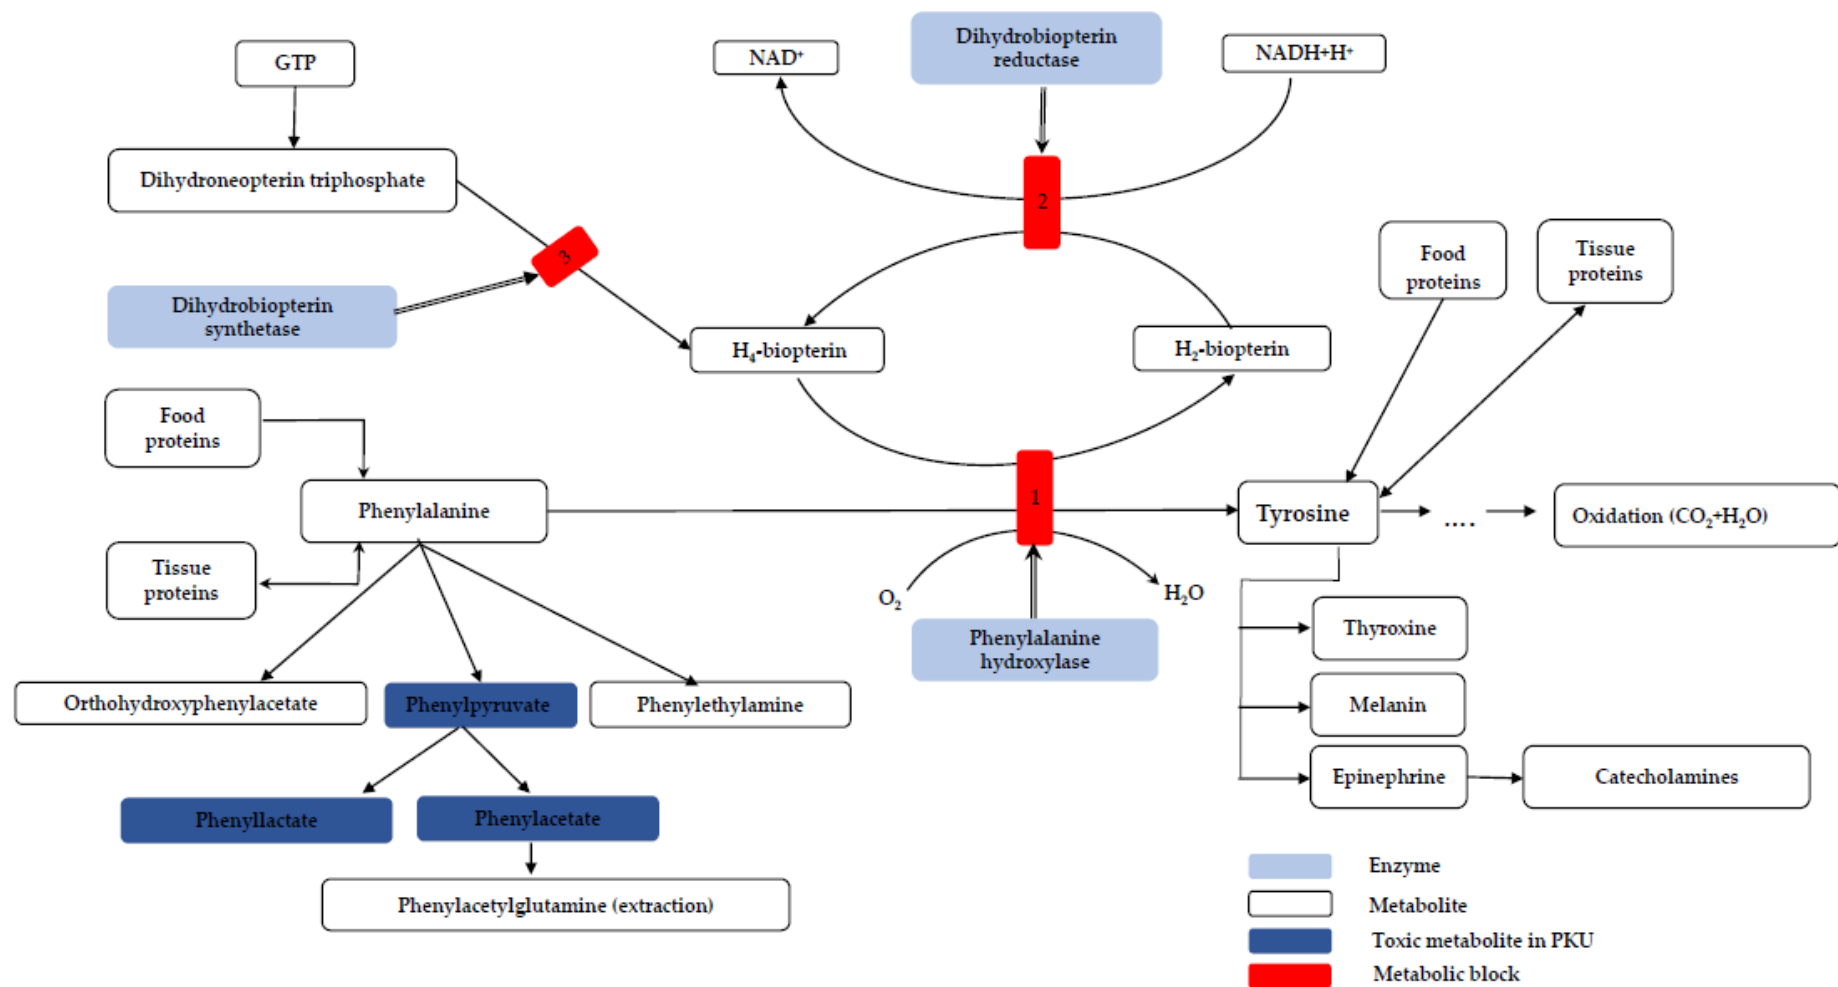 GTP
NAD⁺
Dihydrobiopterin
reductase
NADH+H⁺
Dihydroneopterin triphosphate
2
3
Food
proteins
Tissue
proteins
Dihydrobiopterin
synthetase
H₄-biopterin
H₂-biopterin
Food
proteins
1
Phenylalanine
Tyrosine
....
Oxidation (CO₂+H₂O)
Tissue
proteins
O₂
H₂O
Phenylalanine
hydroxylase
Thyroxine
Orthohydroxyphenylacetate
Phenylpyruvate
Phenylethylamine
Melanin
Epinephrine
Catecholamines
Phenyllactate
Phenylacetate
Phenylacetylglutamine (extraction)
Enzyme
Metabolite
Toxic metabolite in PKU
Metabolic block